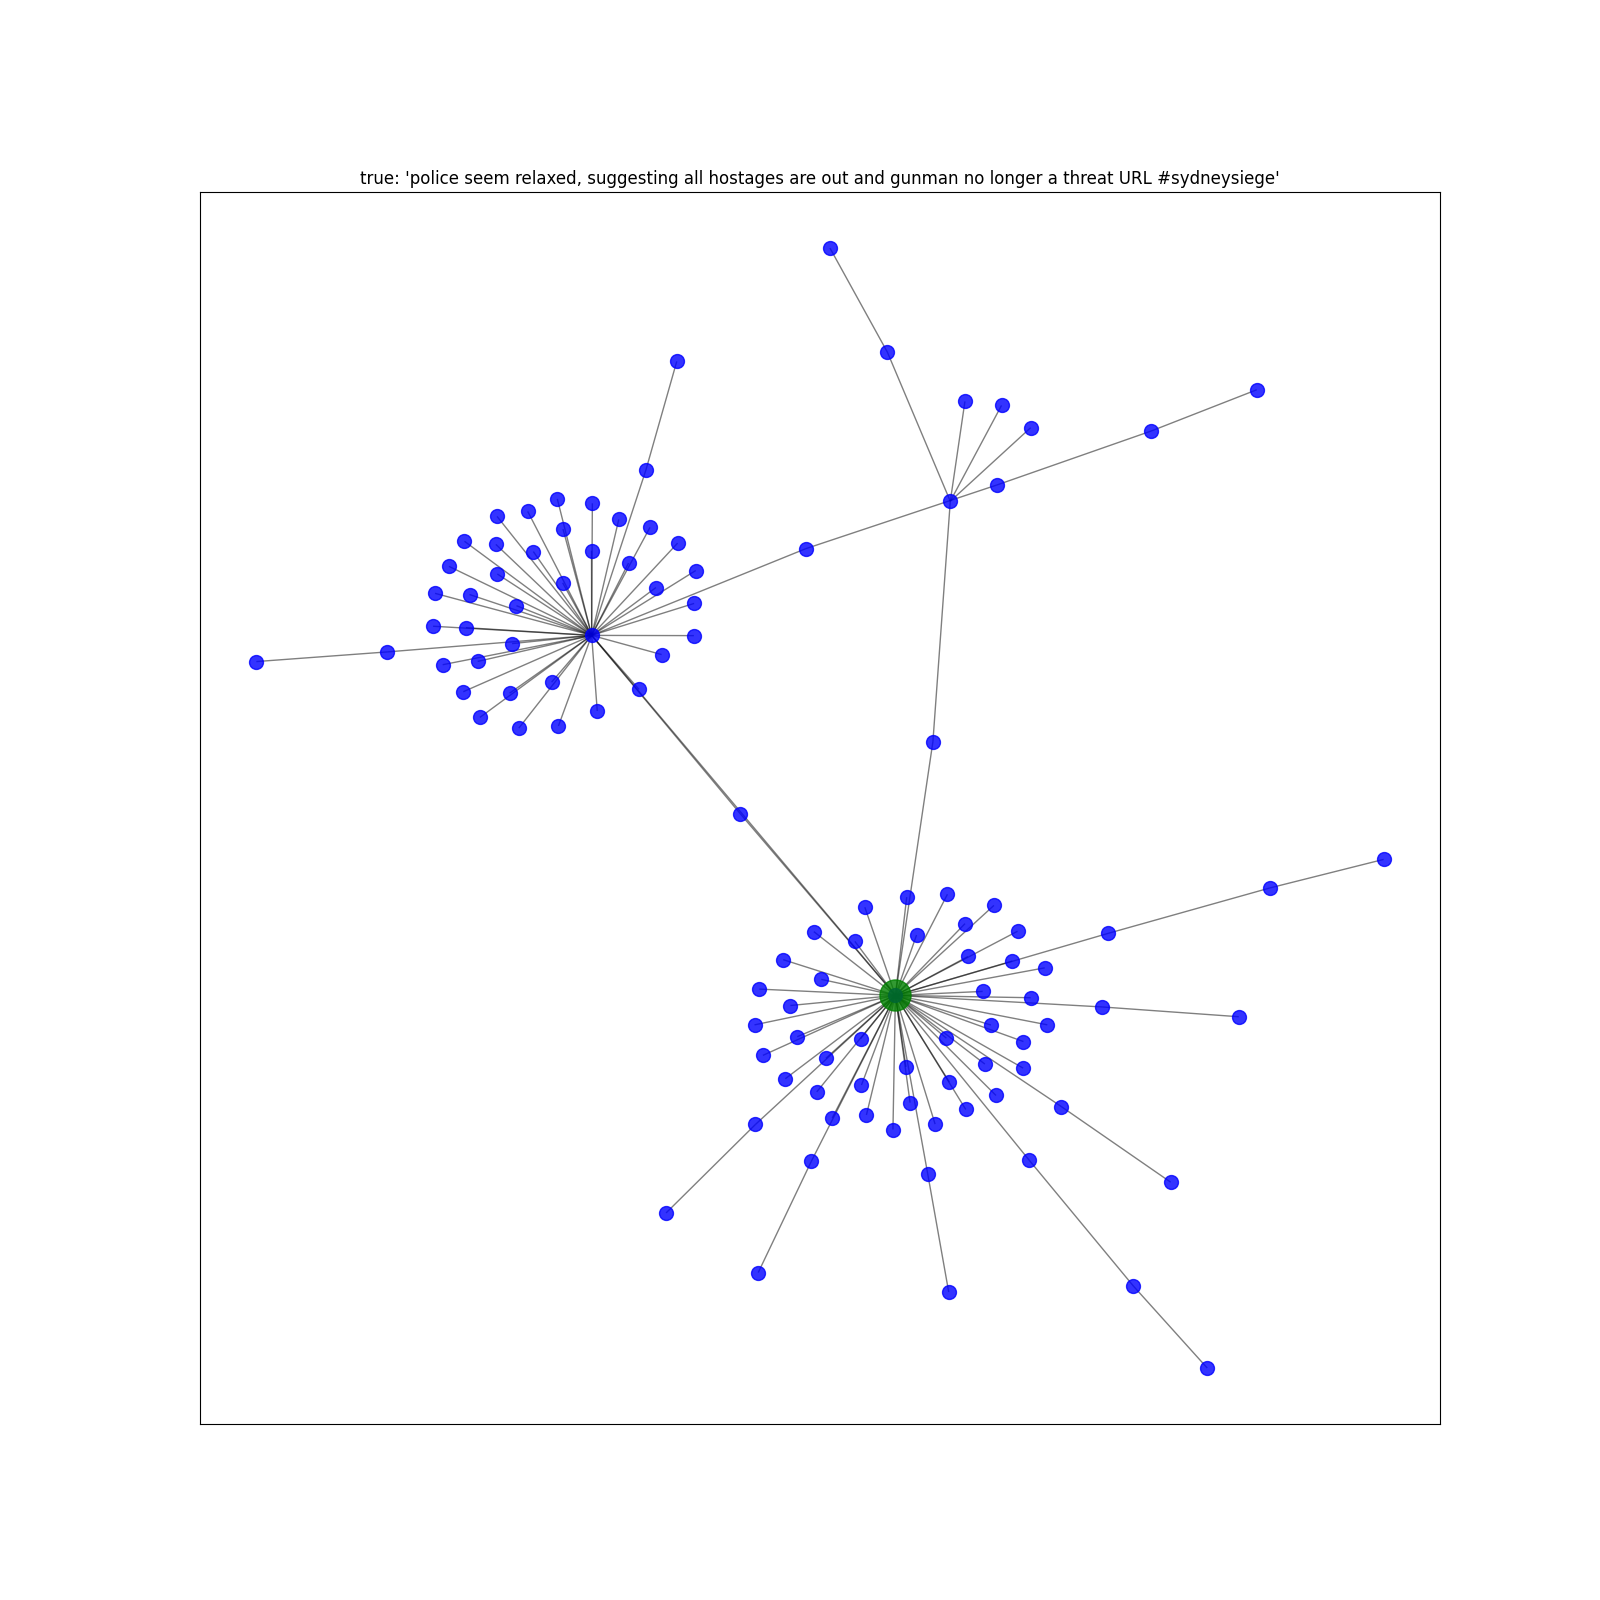 true: 'police seem relaxed, suggesting all hostages are out and gunman no longer a threat URL #sydneysiege'